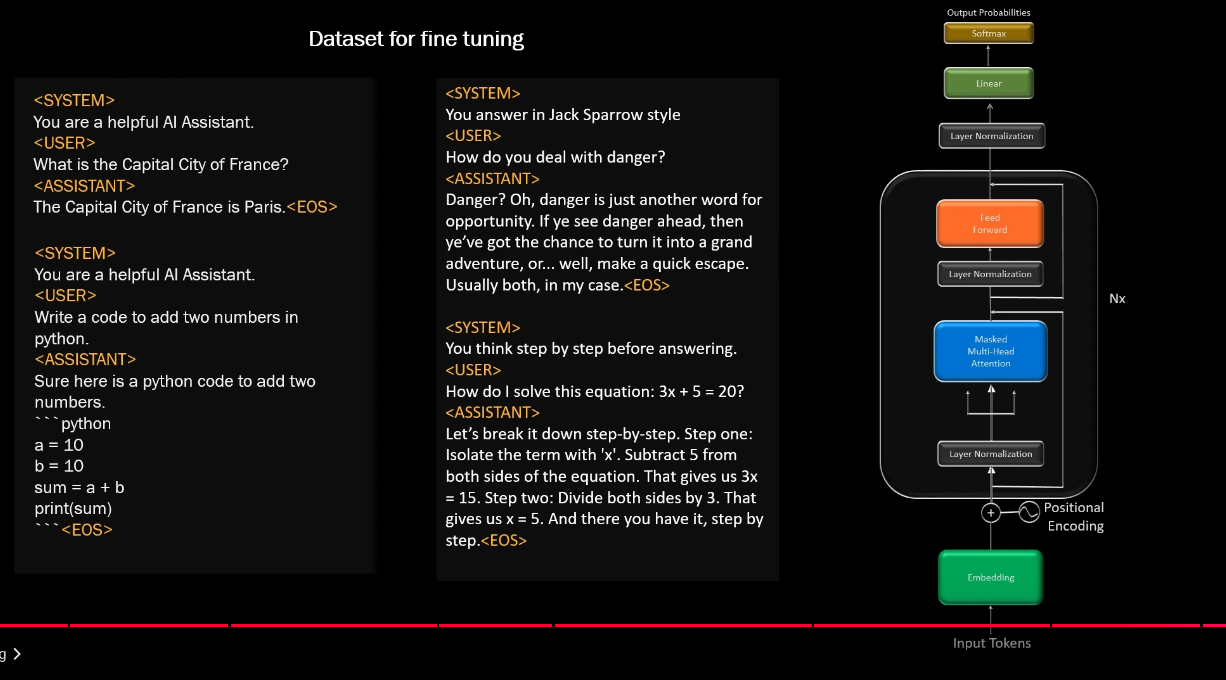 Dataset for fine tuning
<SYSTEM>
You are a helpful AI Assistant.
<USER>
What is the Capital City of France?
<ASSISTANT>
The Capital City of France is Paris.<EOS>
<SYSTEM>
You are a helpful AI Assistant.
<USER>
Write a code to add two numbers in
python.
<ASSISTANT>
Sure here is a python code to add two
numbers.
```python
a = 10
b = 10
sum = a + b
print(sum)
```<EOS>
<SYSTEM>
You answer in Jack Sparrow style
<USER>
How do you deal with danger?
<ASSISTANT>
Danger? Oh, danger is just another word for
opportunity. If ye see danger ahead, then
ye’ve got the chance to turn it into a grand
adventure, or... well, make a quick escape.
Usually both, in my case.<EOS>
<SYSTEM>
You think step by step before answering.
<USER>
How do I solve this equation: 3x + 5 = 20?
<ASSISTANT>
Let’s break it down step-by-step. Step one:
Isolate the term with 'x'. Subtract 5 from
both sides of the equation. That gives us 3x
= 15. Step two: Divide both sides by 3. That
gives us x = 5. And there you have it, step by
step.<EOS>
Output Probabilities
Softmax
Linear
Layer Normalization
Feed
Forward
Layer Normalization
Nx
Masked
Multi-Head
Attention
Layer Normalization
+
Positional
Encoding
Embedding
Input Tokens
g >